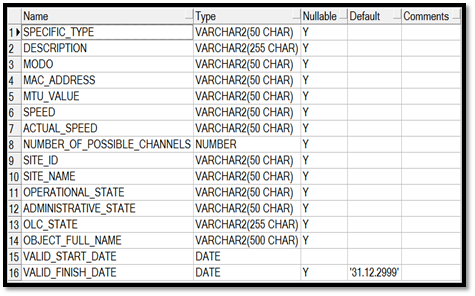 Name Type Nullable Default Comments
1 SPECIFIC_TYPE VARCHAR2(50 CHAR) Y
2 DESCRIPTION VARCHAR2(255 CHAR) Y
3 MODO VARCHAR2(50 CHAR) Y
4 MAC_ADDRESS VARCHAR2(50 CHAR) Y
5 MTU_VALUE VARCHAR2(50 CHAR) Y
6 SPEED VARCHAR2(50 CHAR) Y
7 ACTUAL_SPEED VARCHAR2(50 CHAR) Y
8 NUMBER_OF_POSSIBLE_CHANNELS NUMBER Y
9 SITE_ID VARCHAR2(50 CHAR) Y
10 SITE_NAME VARCHAR2(50 CHAR) Y
11 OPERATIONAL_STATE VARCHAR2(50 CHAR) Y
12 ADMINISTRATIVE_STATE VARCHAR2(50 CHAR) Y
13 OLC_STATE VARCHAR2(255 CHAR) Y
14 OBJECT_FULL_NAME VARCHAR2(500 CHAR) Y
15 VALID_START_DATE DATE
16 VALID_FINISH_DATE DATE Y '31.12.2999'